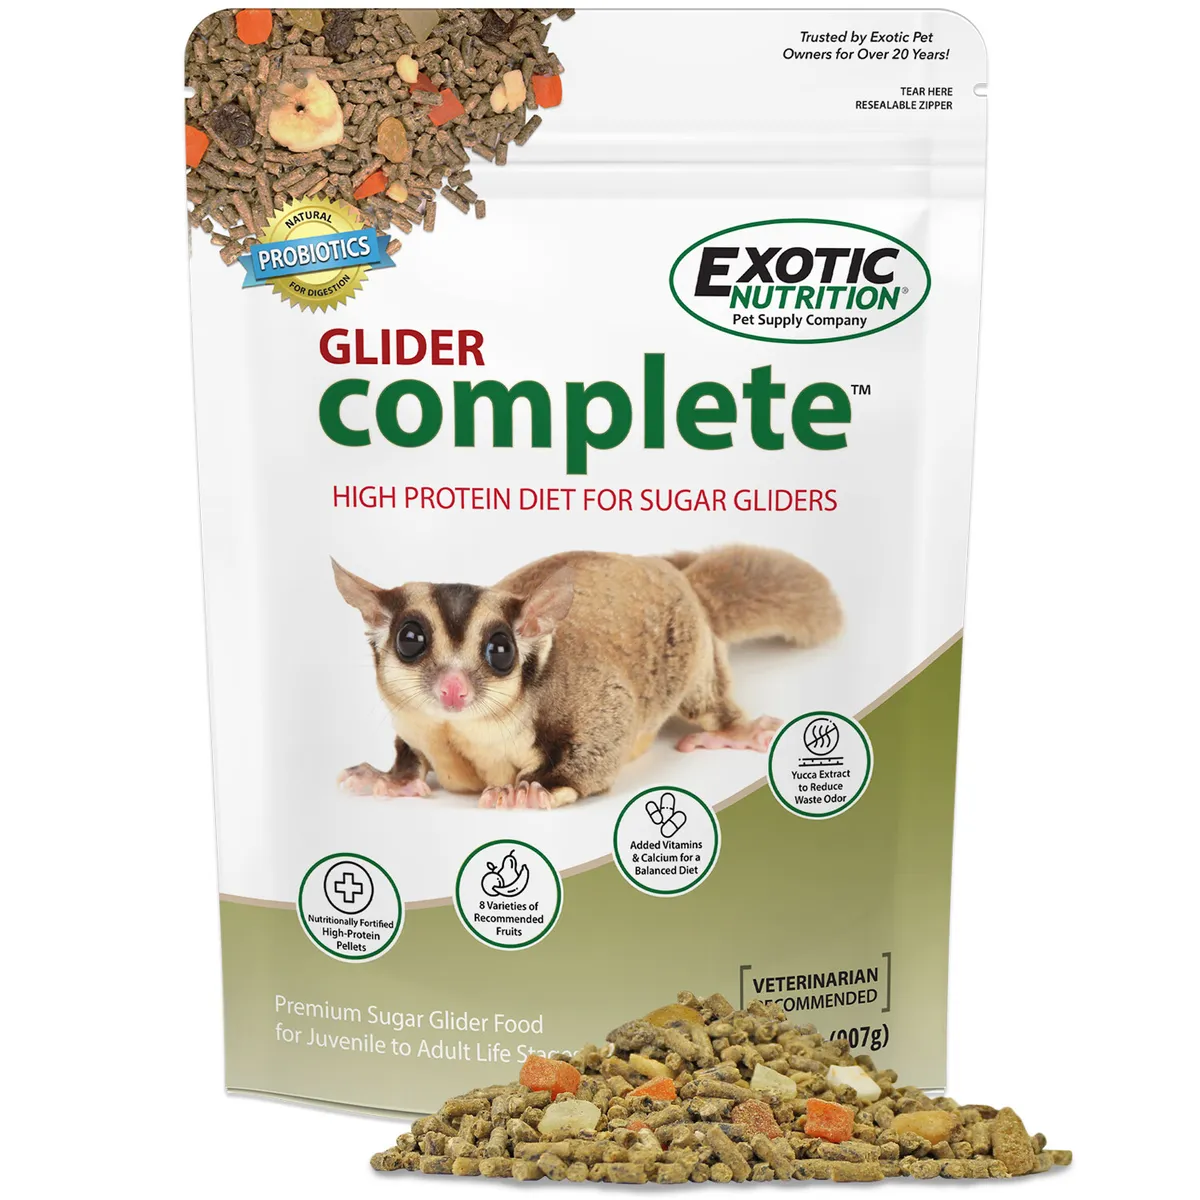 Trusted by Exotic Pet
Owners for Over 20 Years!
TEAR HERE
RESEALABLE ZIPPER
NATURAL
PROBIOTICS
FOR DIGESTION
EXOTIC
NUTRITION®
Pet Supply Company
GLIDER
complete™
HIGH PROTEIN DIET FOR SUGAR GLIDERS
Yucca Extract
to Reduce
Waste Odor
Added Vitamins
& Calcium for a
Balanced Diet
8 Varieties of
Recommended
Fruits
Nutritionally Fortified
High-Protein
Pellets
VETERINARIAN
RECOMMENDED
Premium Sugar Glider Food
for Juvenile to Adult Life Stages